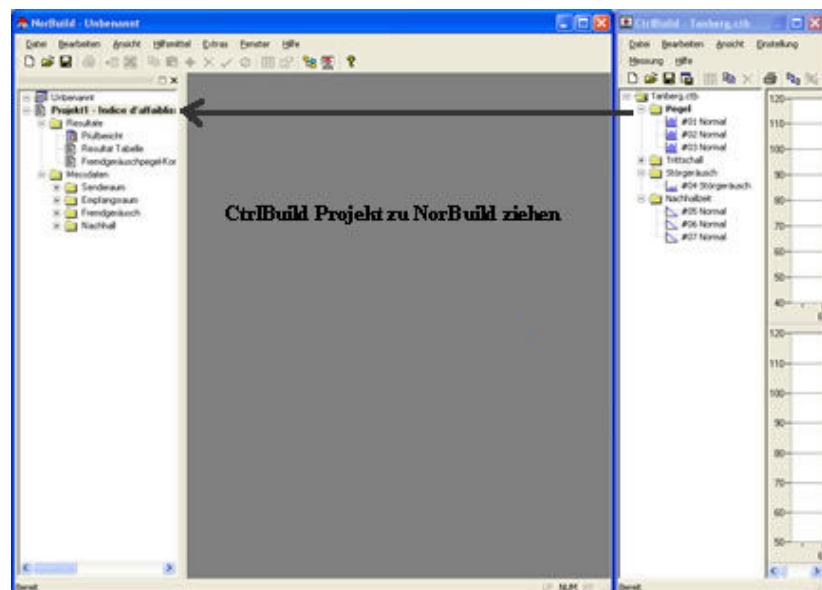 NorBuild - Unbenannt
Datei Bearbeiten Ansicht Hilfsmittel Extras Fenster Hilfe
Unbenannt
Projekt1 - Indice d'affaiblis
Resultate
Prüfbericht
Resultat Tabelle
Fremdgeräuschpegel-Kor
Messdaten
Senderaum
Empfangsraum
Fremdgeräusch
Nachhall
CtrlBuild Projekt zu NorBuild ziehen
Bereit
NUM
CtrlBuild - Tanberg.ctb
Datei Bearbeiten Ansicht Einstellung
Messung Hilfe
Tanberg.ctb
Pegel
#01 Normal
#02 Normal
#03 Normal
Trittschall
Störgeräusch
#04 Störgeräusch
Nachhallzeit
#05 Normal
#06 Normal
#07 Normal
120
110
100
90
80
70
60
50
40
120
110
100
90
80
70
60
50
Bereit